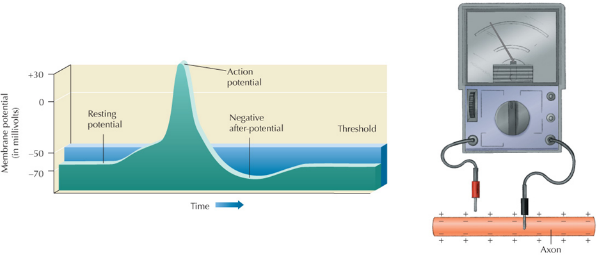 Membrane potential
(in millivolts)
+30
0
−50
−70
Action
potential
Resting
potential
Negative
after-potential
Threshold
Time
+ + + + + +
− − − − − −
− − − − − −
+ + + + + +
Axon